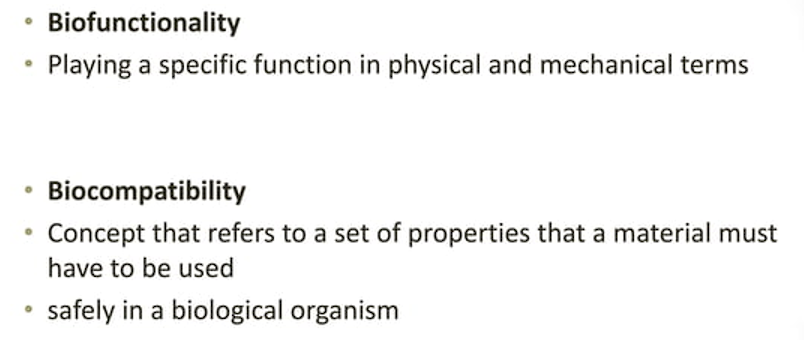 • Biofunctionality
• Playing a specific function in physical and mechanical terms
• Biocompatibility
• Concept that refers to a set of properties that a material must
have to be used
• safely in a biological organism